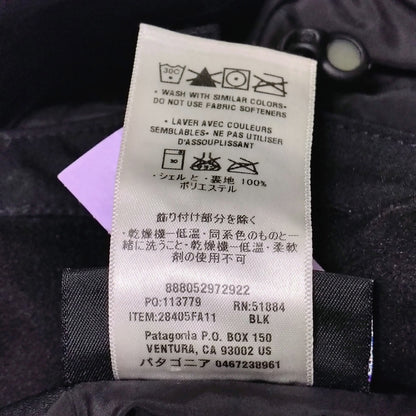 30C
• WASH WITH SIMILAR COLORS•
DO NOT USE FABRIC SOFTENERS
• LAVER AVEC COULEURS
SEMBLABLES• NE PAS UTILISER
D'ASSOUPLISSANT
30
•シェルと・裏地 100%
ポリエステル
飾り付け部分を除く
・乾燥機ー低温・同系色のものと一
緒に洗うこと・乾燥機ー低温・柔軟
剤の使用不可
888052972922
PO:113779 RN:51884
ITEM:28405FA11 BLK
Patagonia P.O. BOX 150
VENTURA, CA 93002 US
パタゴニア 0467238961